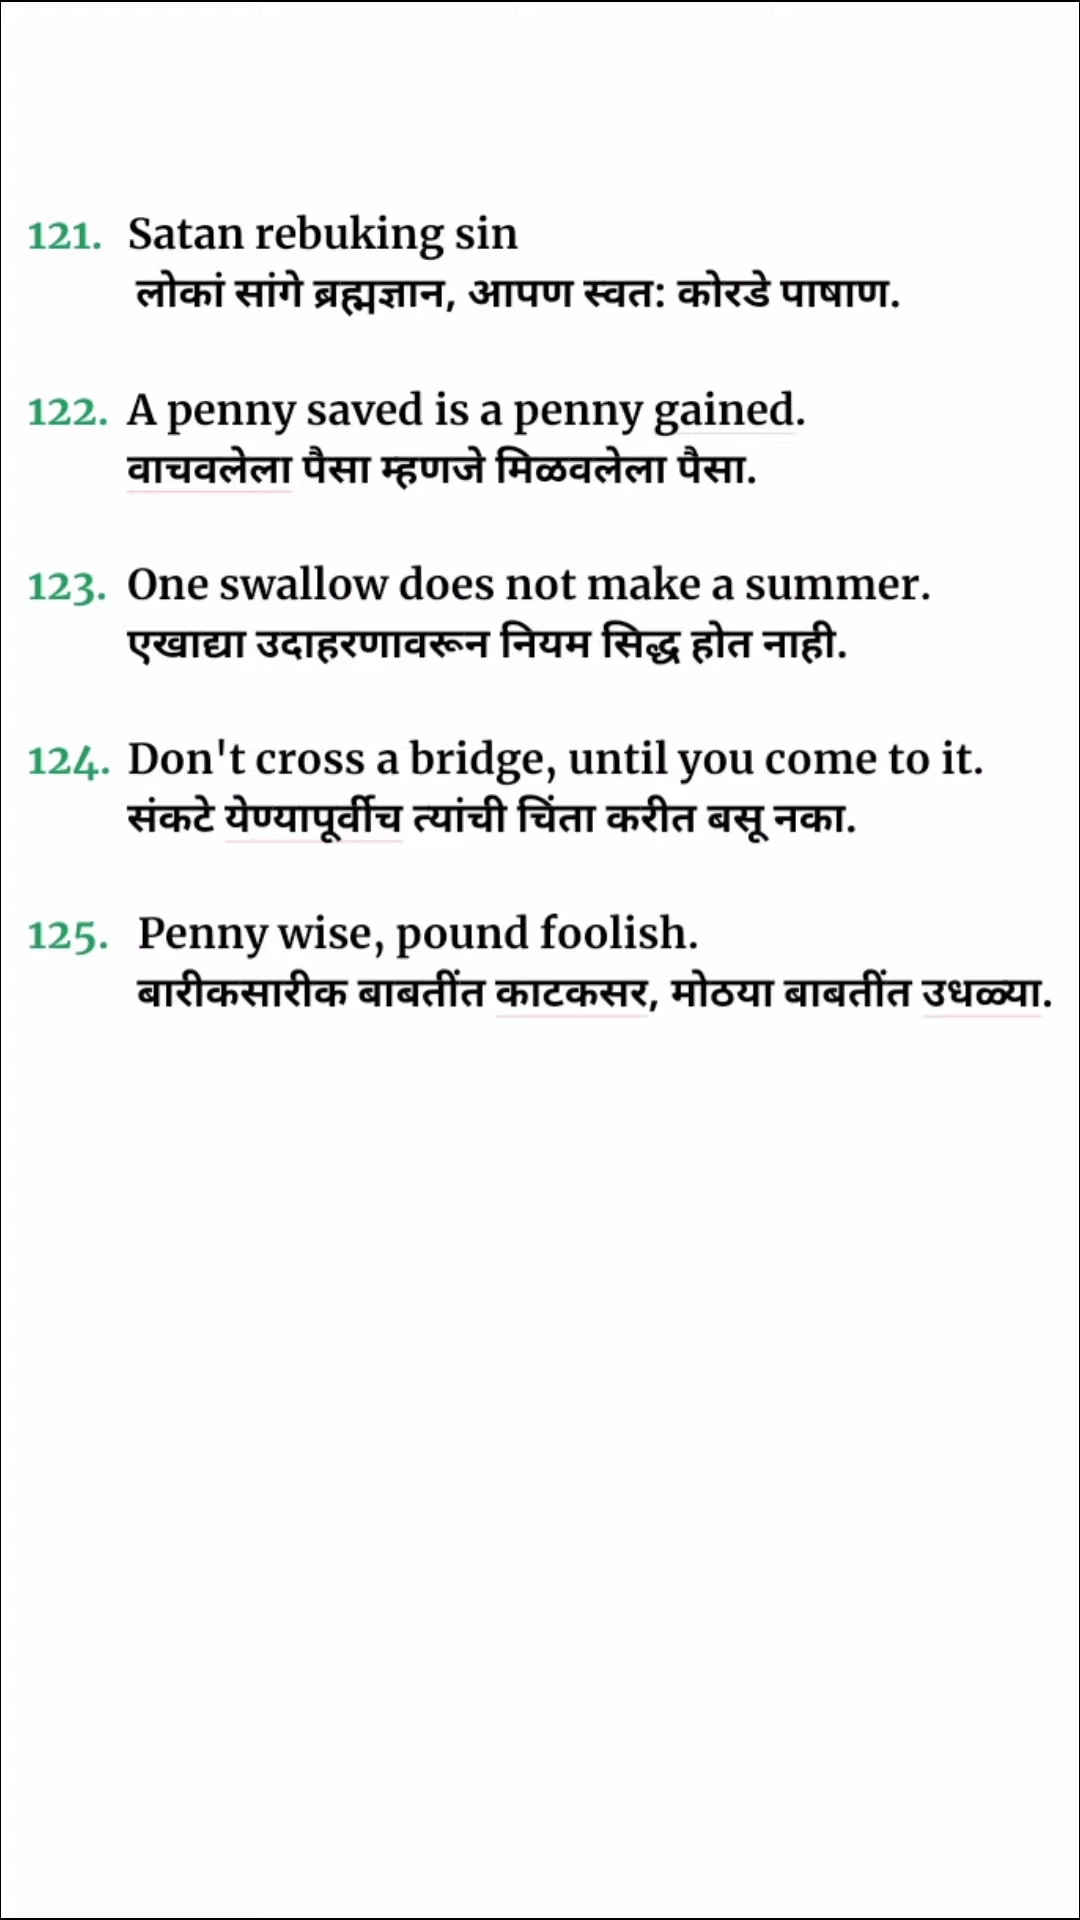 121. Satan rebuking sin
लोकां सांगे ब्रह्मज्ञान, आपण स्वत: कोरडे पाषाण.
122. A penny saved is a penny gained.
वाचवलेला पैसा म्हणजे मिळवलेला पैसा.
123. One swallow does not make a summer.
एखाद्या उदाहरणावरून नियम सिद्ध होत नाही.
124. Don't cross a bridge, until you come to it.
संकटे येण्यापूर्वीच त्यांची चिंता करीत बसू नका.
125. Penny wise, pound foolish.
बारीकसारीक बाबतींत काटकसर, मोठया बाबतींत उधळ्या.